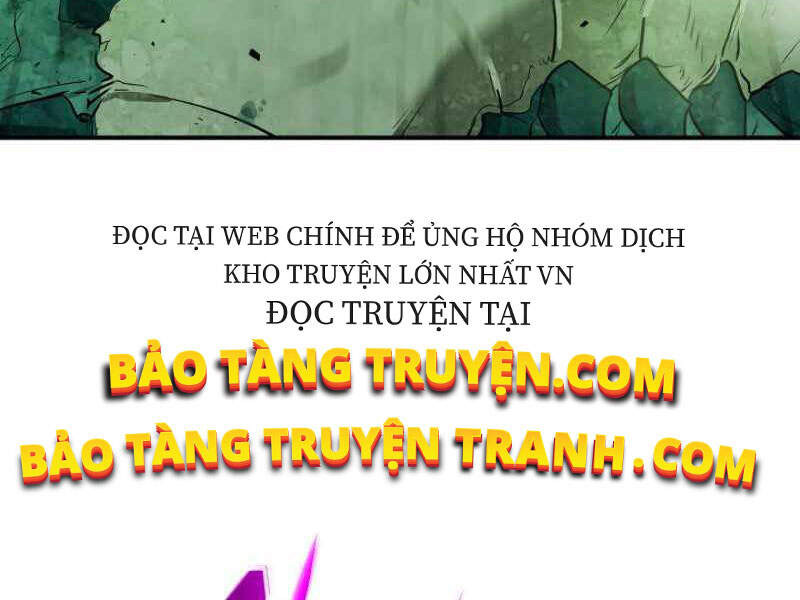 ĐỌC TẠI WEB CHÍNH ĐỂ ỦNG HỘ NHÓM DỊCH
KHO TRUYỆN LỚN NHẤT VN
ĐỌC TRUYỆN TẠI
BẢO TÀNG TRUYỆN.COM
BẢO TÀNG TRUYỆN TRANH.COM